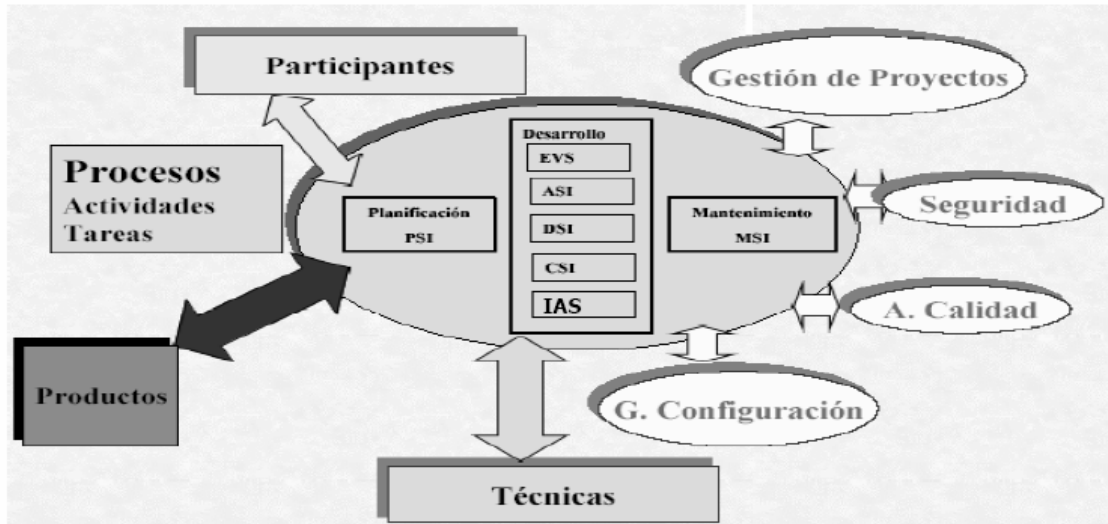 Participantes
Gestión de Proyectos
Procesos
Actividades
Tareas
Desarrollo
EVS
ASI
DSI
CSI
IAS
Planificación
PSI
Mantenimiento
MSI
Seguridad
A. Calidad
G. Configuración
Productos
Técnicas